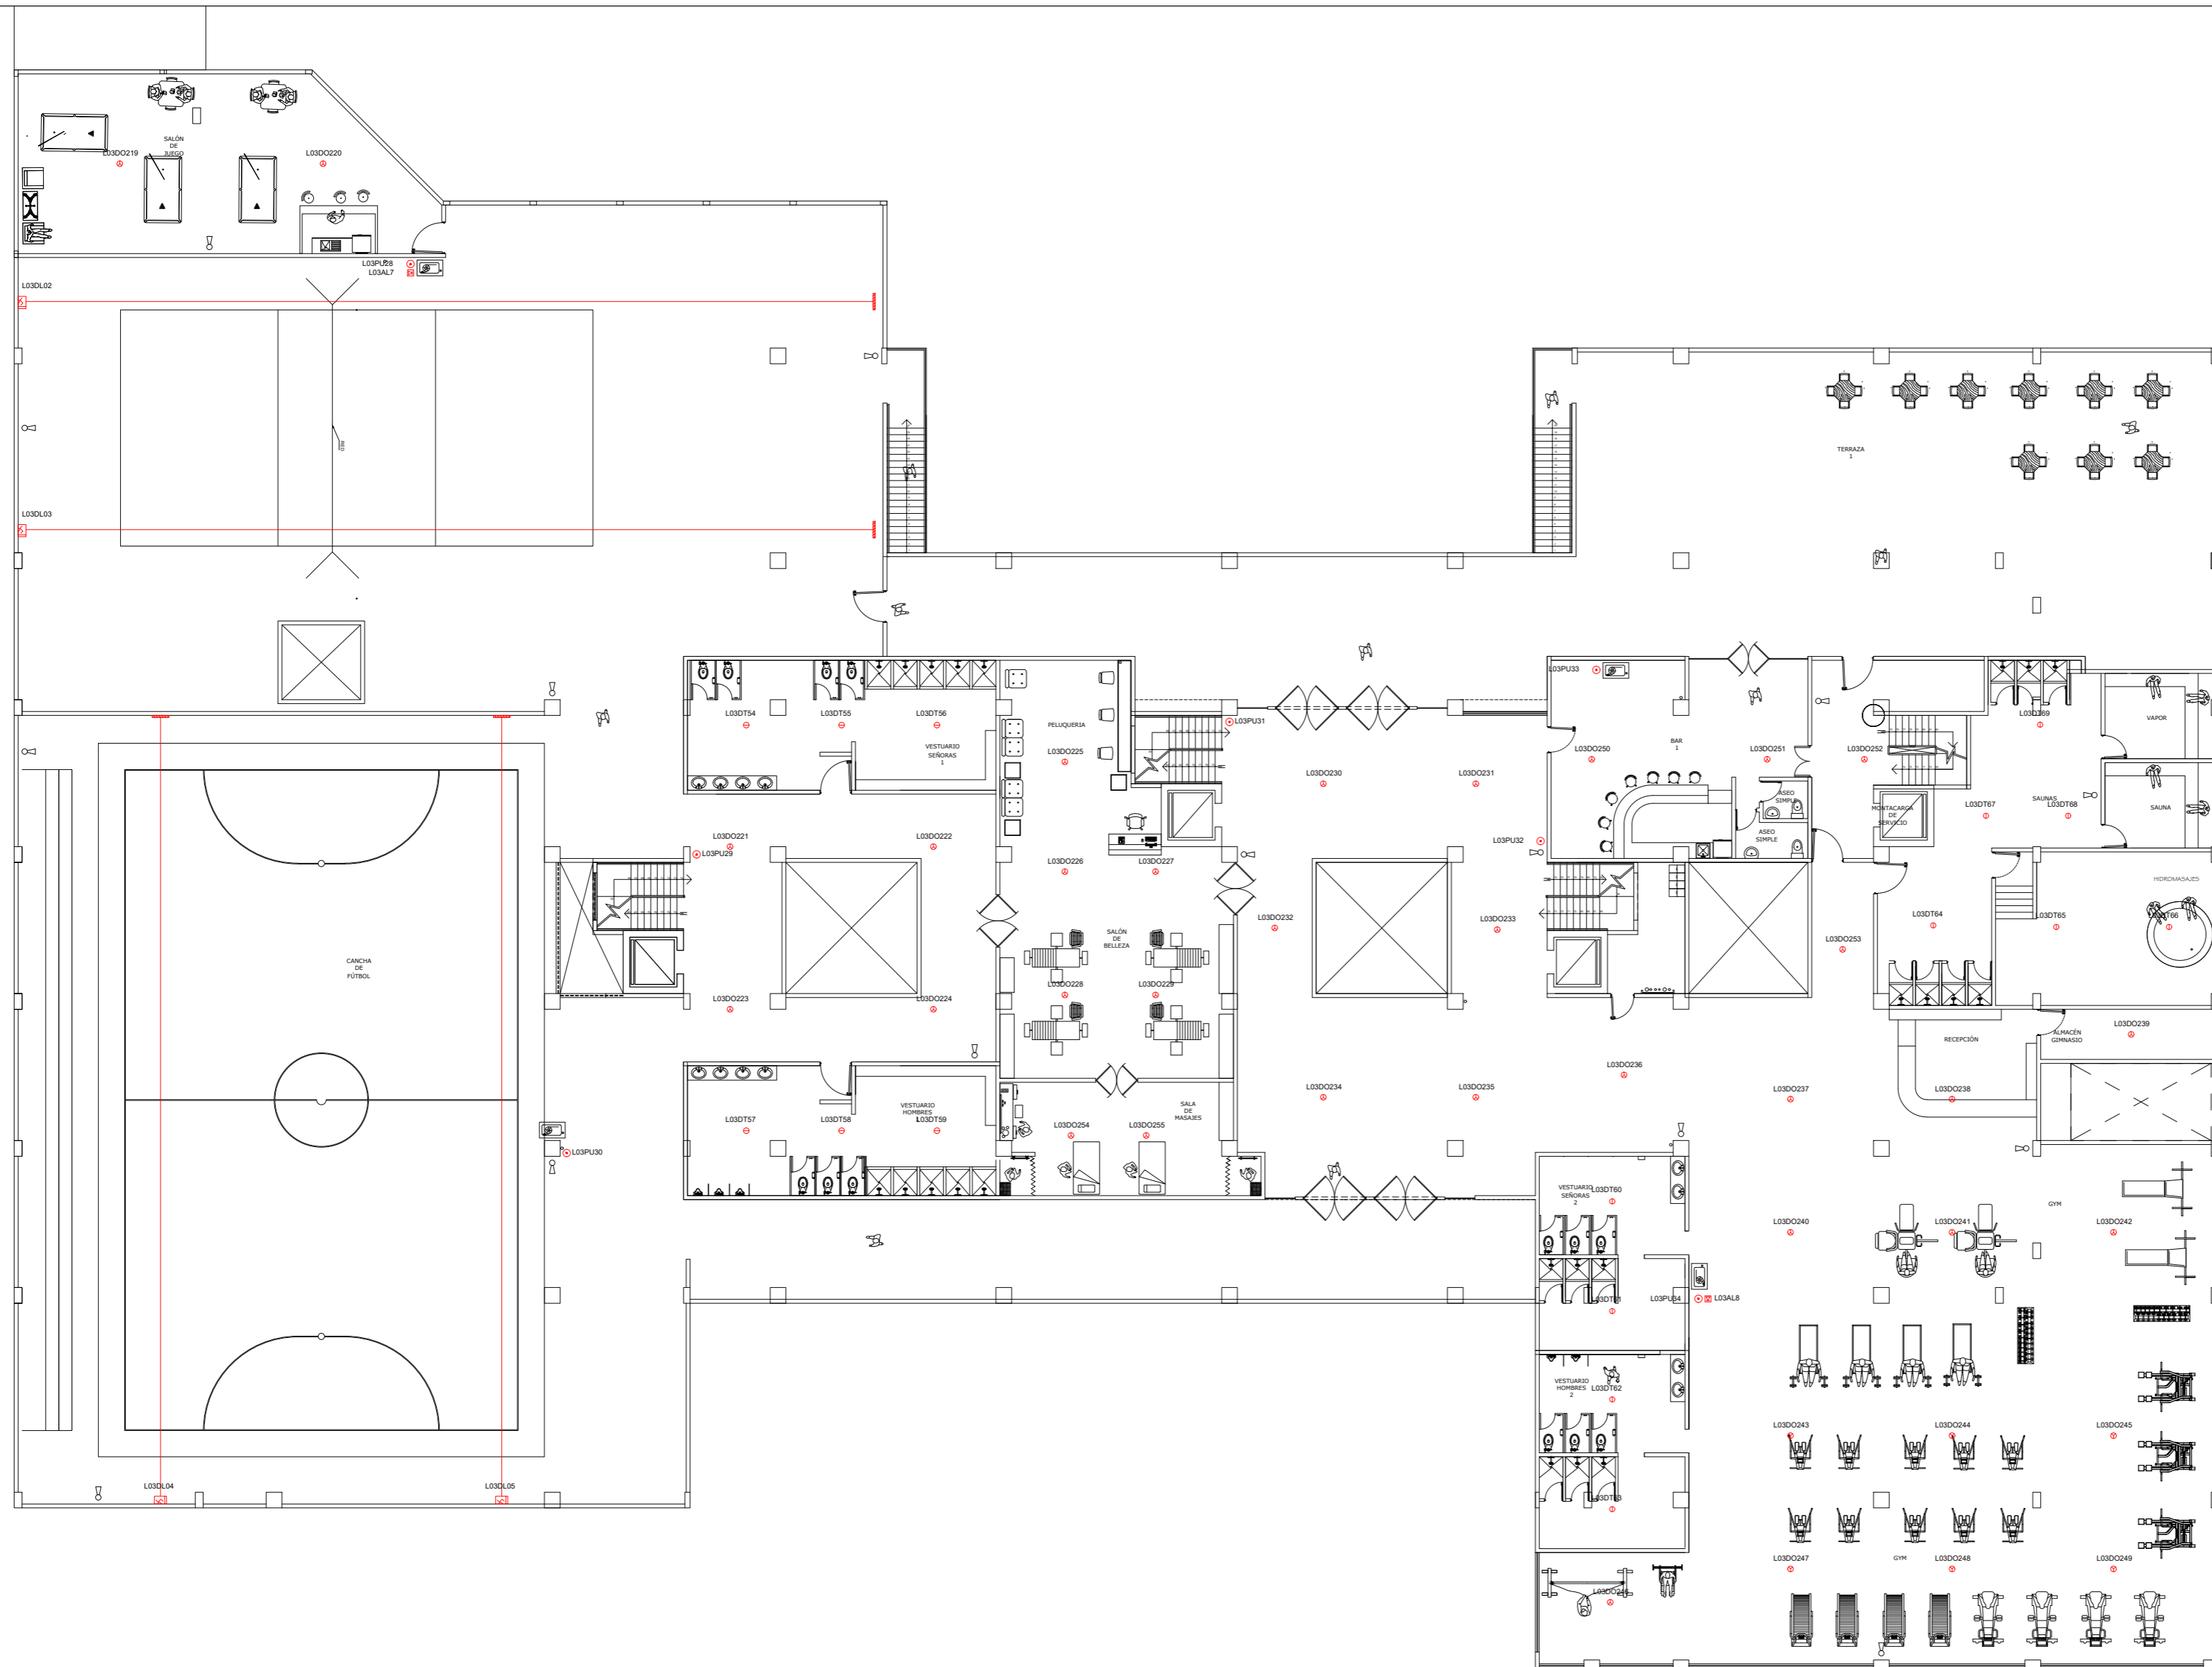 SALÓN
DE
JUEGO
L03DO219
L03DO220
L03PU28
L03AL7
L03DL02
RED
L03DL03
TERRAZA
1
L03DT54
L03DT55
L03DT56
VESTUARIO
SEÑORAS
1
PELUQUERIA
L03DO225
L03PU31
L03DO230
L03DO231
L03PU33
L03DO250
BAR
1
L03DO251
L03DO252
L03DT69
VAPOR
ASEO
SIMPLE
ASEO
SIMPLE
MONTACARGA
DE
SERVICIO
L03DT67
SAUNAS
L03DT68
SAUNA
L03DO221
L03DO222
L03PU29
L03DO226
L03DO227
L03PU32
HIDROMASAJES
L03DO232
L03DO233
L03DT64
L03DT65
L03DT66
SALÓN
DE
BELLEZA
L03DO253
CANCHA
DE
FÚTBOL
L03DO223
L03DO224
L03DO228
L03DO229
RECEPCIÓN
ALMACÉN
GIMNASIO
L03DO239
L03DO236
L03DO234
L03DO235
L03DO237
L03DO238
VESTUARIO
HOMBRES
L03DT57
L03DT58
L03DT59
SALA
DE
MASAJES
L03DO254
L03DO255
L03PU30
VESTUARIO
SEÑORAS
2
L03DT60
GYM
L03DO240
L03DO241
L03DO242
L03DT61
L03PU34
L03AL8
VESTUARIO
HOMBRES
2
L03DT62
L03DO243
L03DO244
L03DO245
L03DL04
L03DL05
L03DT63
L03DO247
GYM
L03DO248
L03DO249
L03DO246